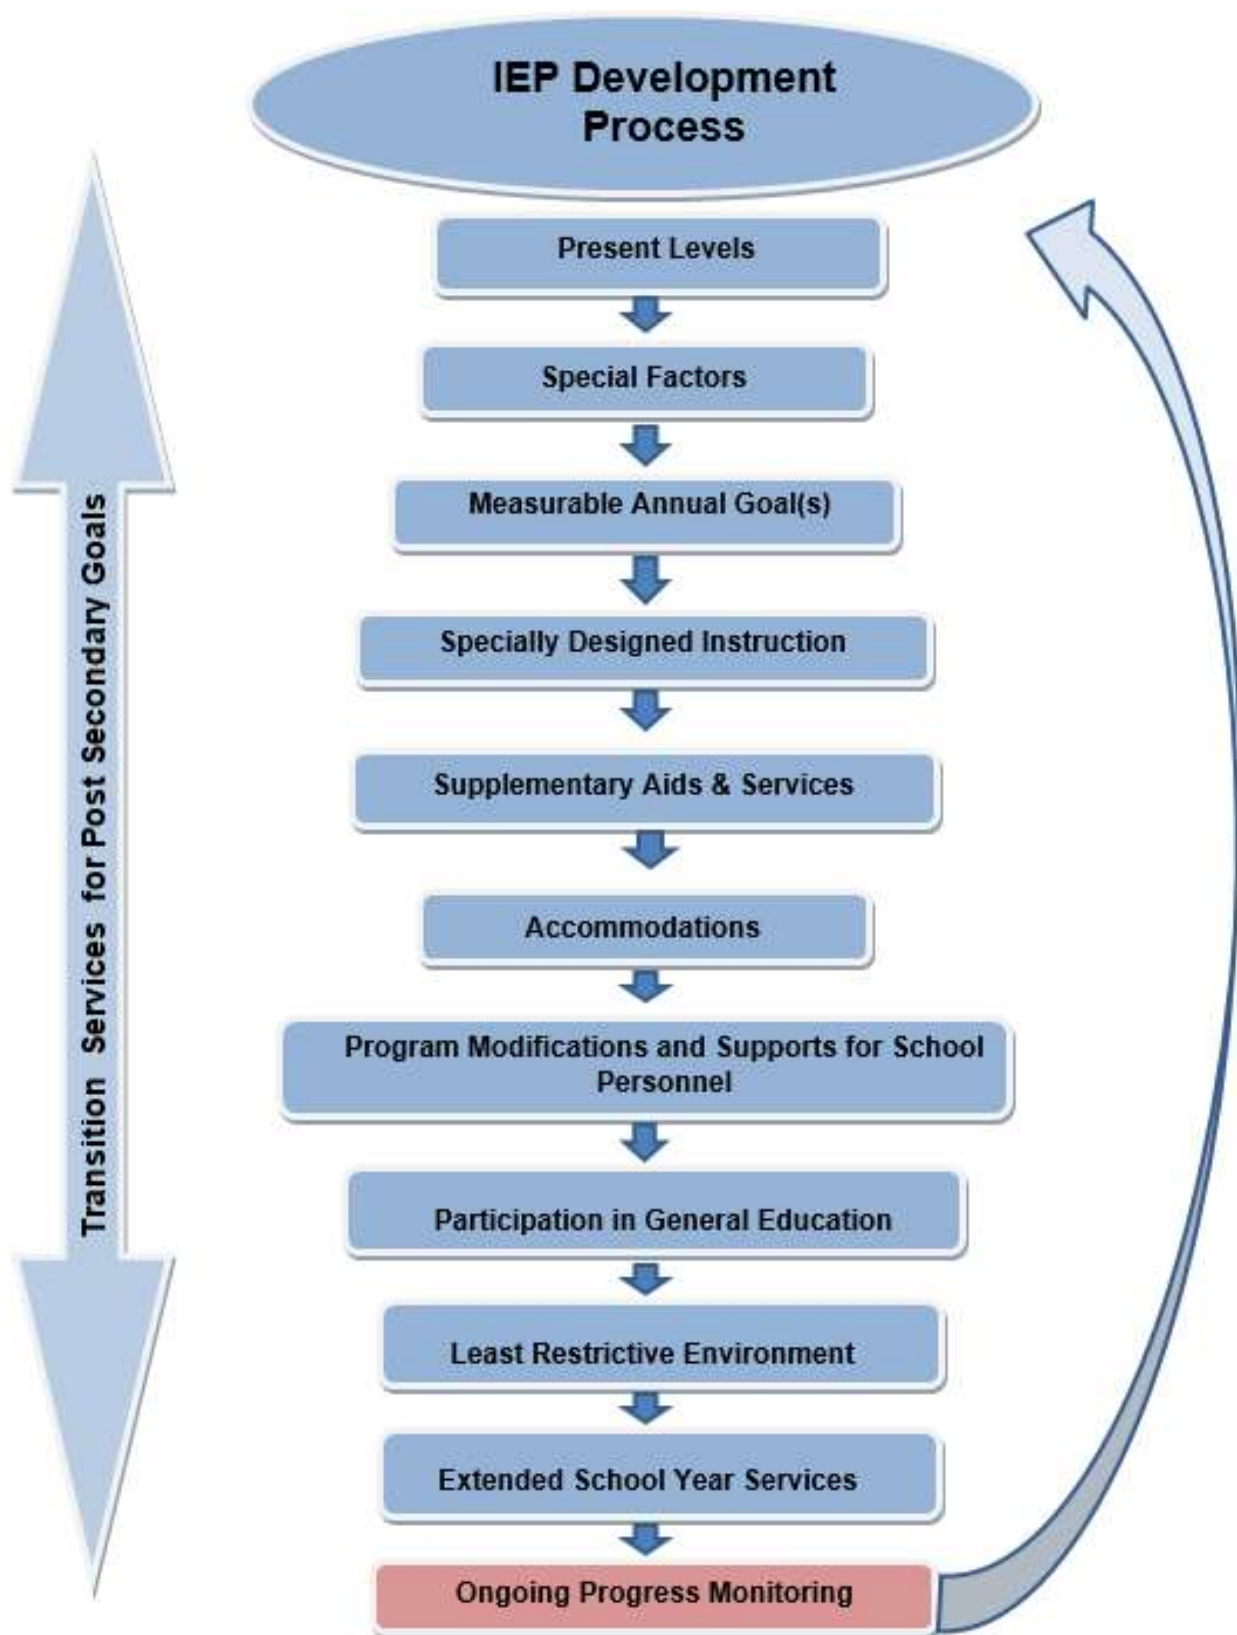 IEP Development
Process
Present Levels
Special Factors
Measurable Annual Goal(s)
Specially Designed Instruction
Supplementary Aids & Services
Accommodations
Program Modifications and Supports for School
Personnel
Participation in General Education
Least Restrictive Environment
Extended School Year Services
Ongoing Progress Monitoring
Transition Services for Post Secondary Goals